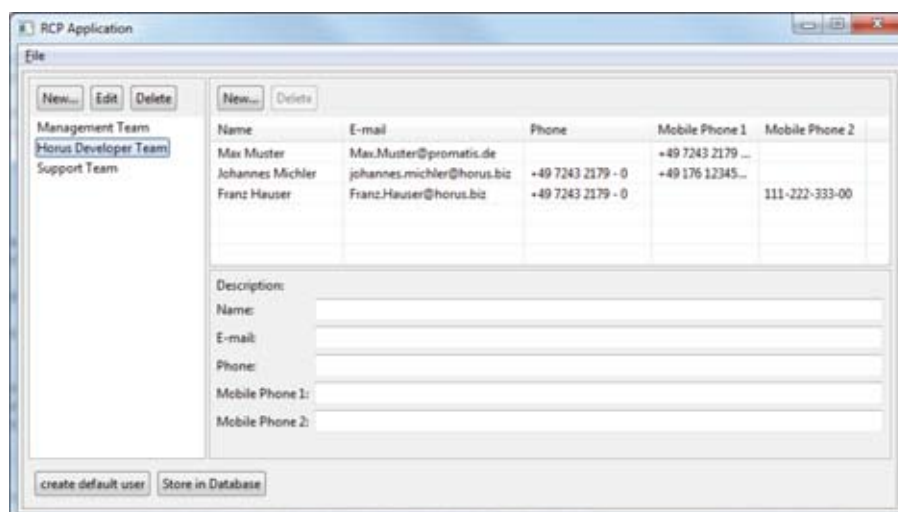 RCP Application
File
New... Edit Delete
Management Team
Horus Developer Team
Support Team
New... Delete
Name E-mail Phone Mobile Phone 1 Mobile Phone 2
Max Muster Max.Muster@promatis.de +49 7243 2179 ...
Johannes Michler johannes.michler@horus.biz +49 7243 2179 - 0 +49 176 12345...
Franz Hauser Franz.Hauser@horus.biz +49 7243 2179 - 0 111-222-333-00
Description:
Name:
E-mail:
Phone:
Mobile Phone 1:
Mobile Phone 2:
create default user Store in Database